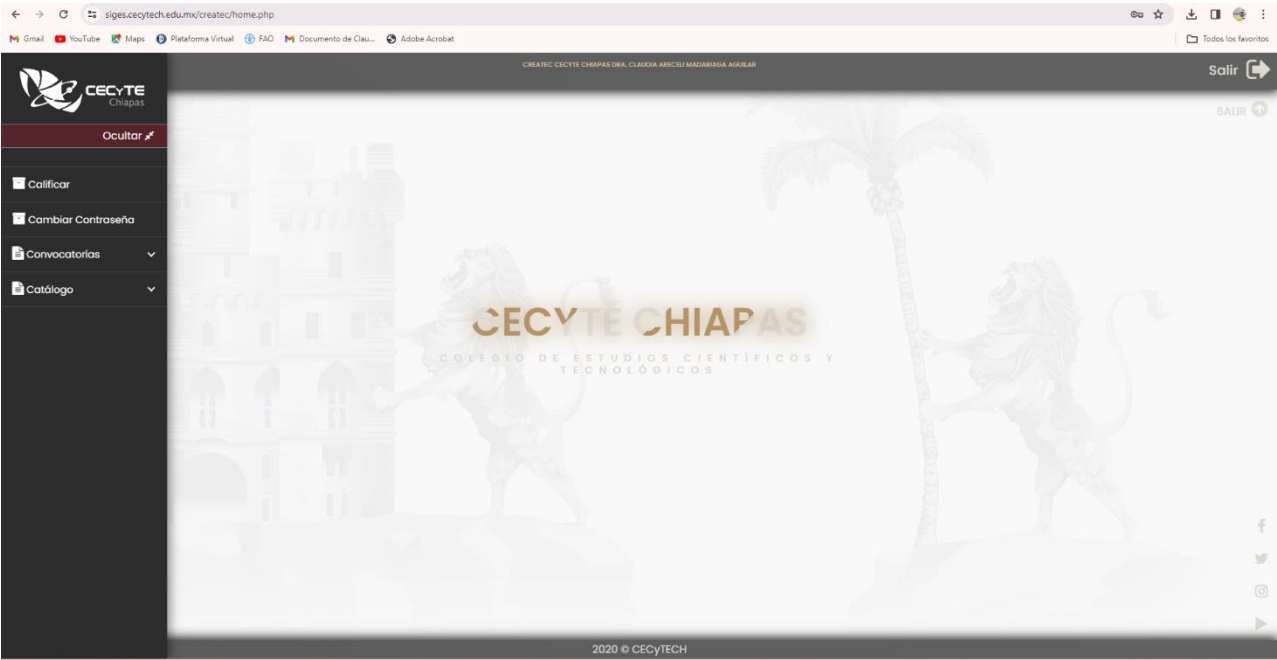 siges.cecytech.edu.mx/createc/home.php
Gmail YouTube Maps Plataforma Virtual FAO Documento de Clau... Adobe Acrobat Todos los favoritos
CECyTE
Chiapas
CREATEC CECYTE CHIAPAS DRA. CLAUDIA ARECELI MADARIAGA AGUILAR
Salir
Ocultar
SALIR
Calificar
Cambiar Contraseña
Convocatorias
Catálogo
CECYTE CHIAPAS
COLEGIO DE ESTUDIOS CIENTÍFICOS Y
TECNOLÓGICOS
2020 © CECyTECH